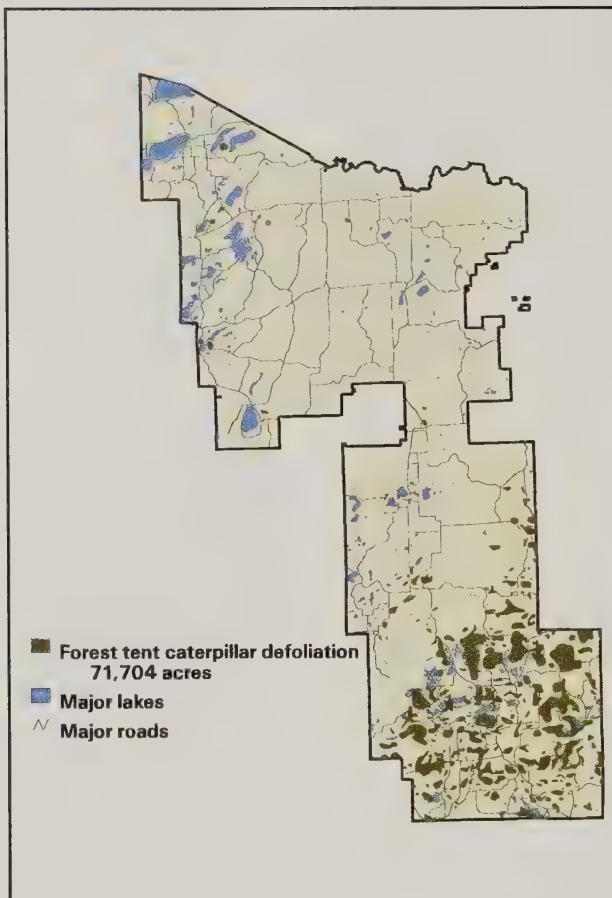 Forest tent caterpillar defoliation
71,704 acres
Major lakes
Major roads